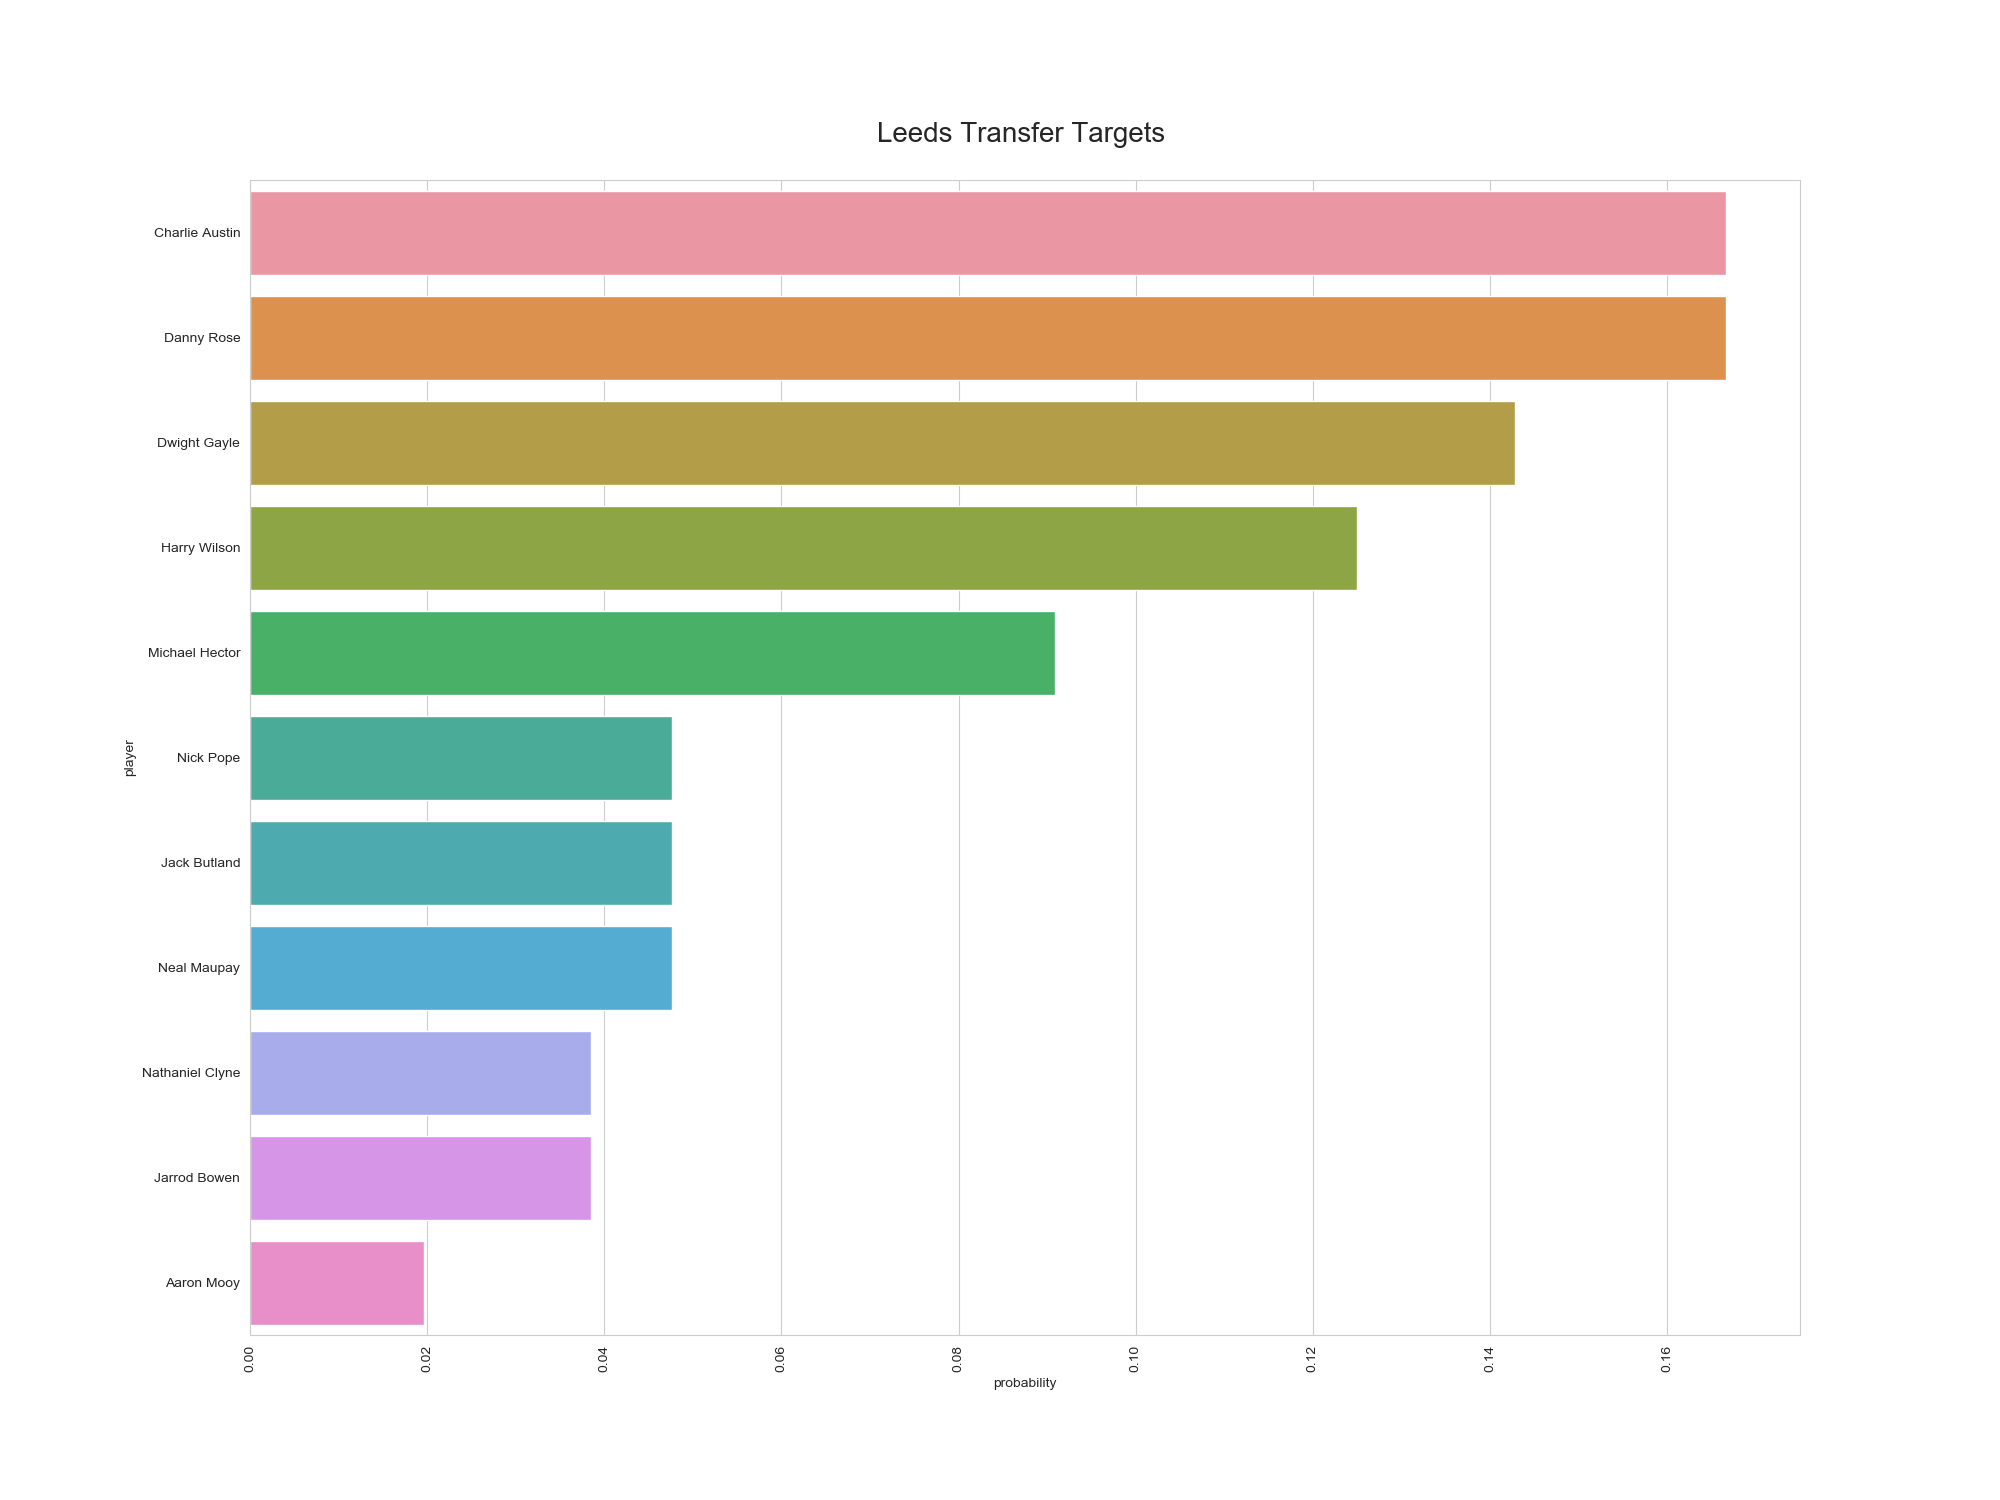 Leeds Transfer Targets
Charlie Austin
Danny Rose
Dwight Gayle
Harry Wilson
Michael Hector
Nick Pope
Jack Butland
Neal Maupay
Nathaniel Clyne
Jarrod Bowen
Aaron Mooy
player
0.00
0.02
0.04
0.06
0.08
0.10
0.12
0.14
0.16
probability